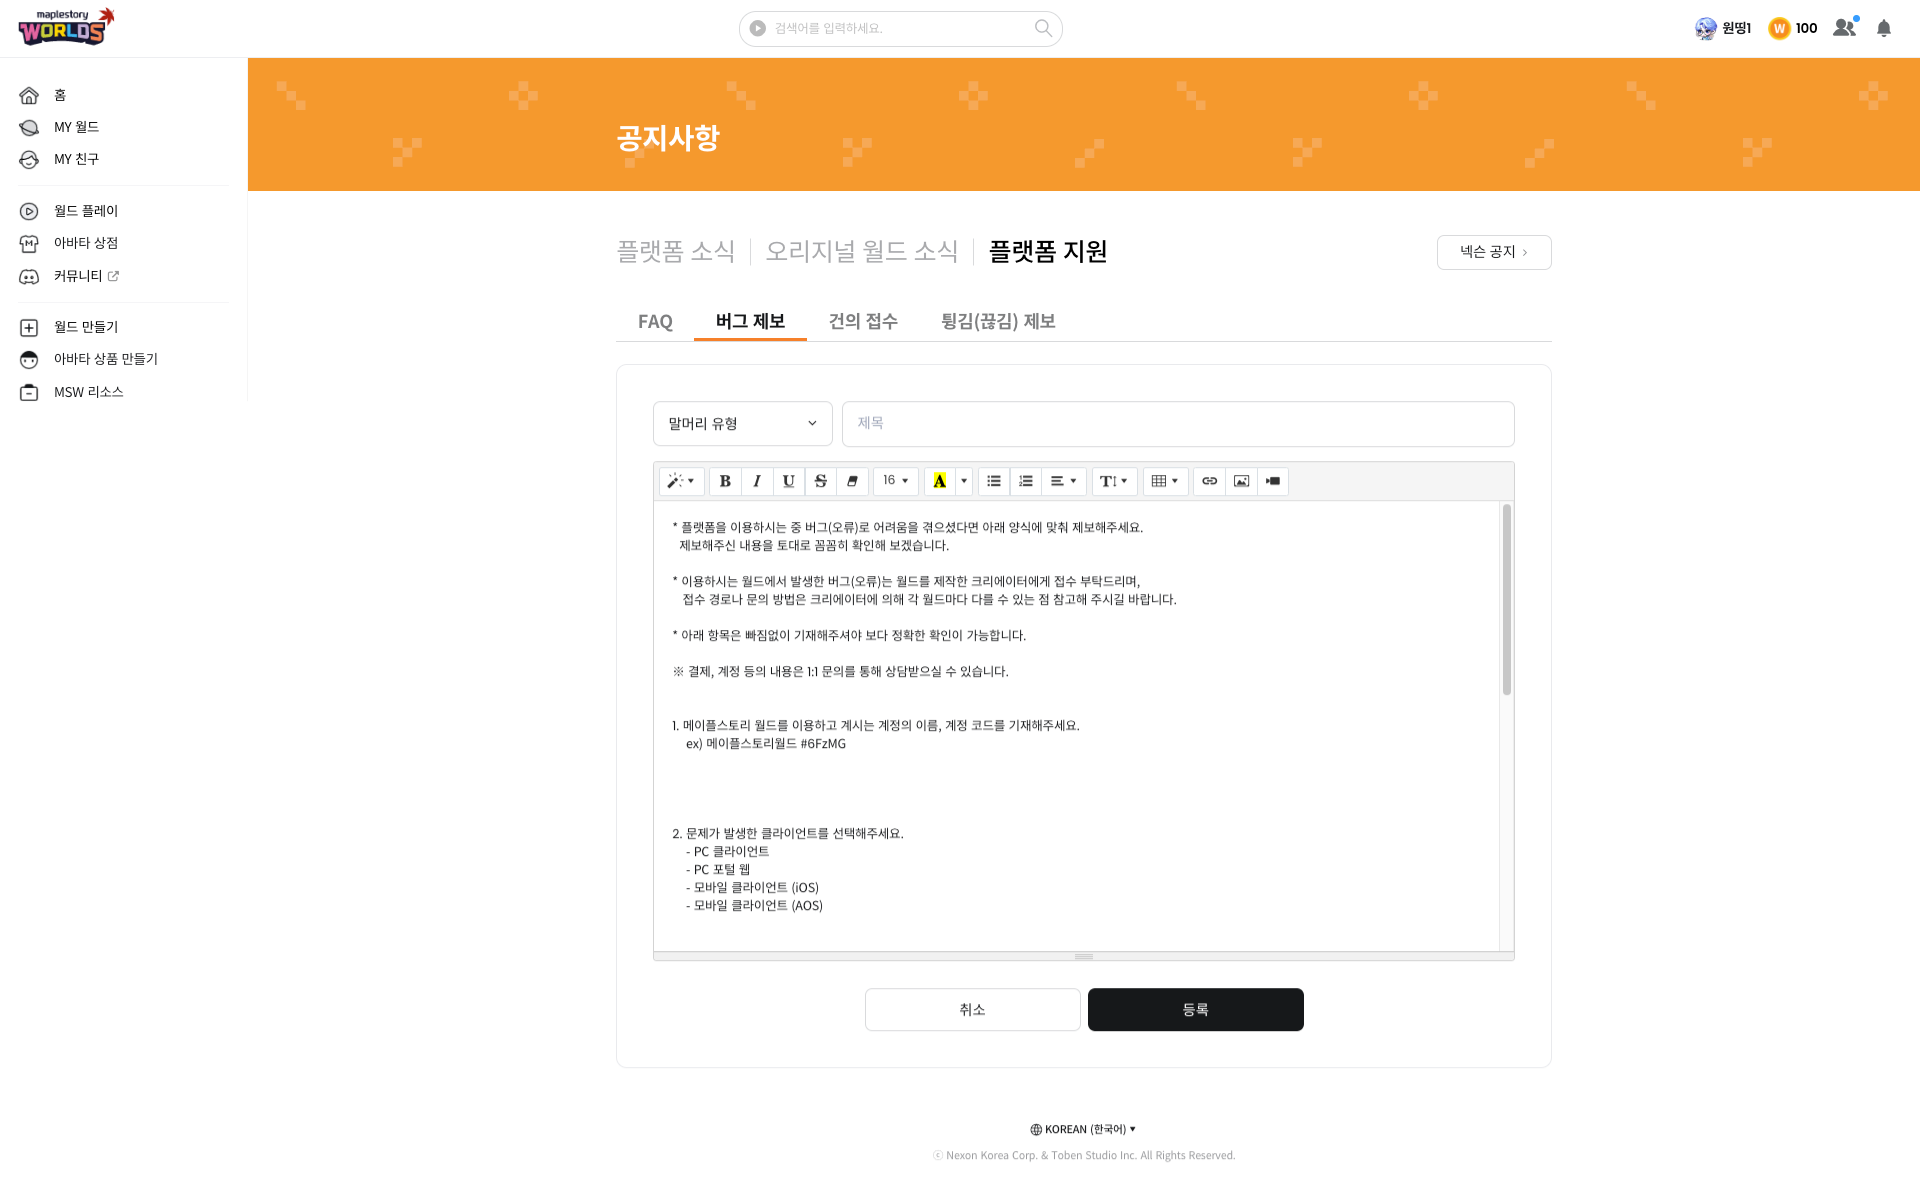 maplestory
WORLDS
검색어를 입력하세요.
원띵1
W 100
홈
MY 월드
MY 친구
월드 플레이
아바타 상점
커뮤니티
월드 만들기
아바타 상품 만들기
MSW 리소스
공지사항
플랫폼 소식
오리지널 월드 소식
플랫폼 지원
넥슨 공지
FAQ
버그 제보
건의 접수
튕김(끊김) 제보
말머리 유형
제목
B I U S 16 A
* 플랫폼을 이용하시는 중 버그(오류)로 어려움을 겪으셨다면 아래 양식에 맞춰 제보해주세요.
제보해주신 내용을 토대로 꼼꼼히 확인해 보겠습니다.
* 이용하시는 월드에서 발생한 버그(오류)는 월드를 제작한 크리에이터에게 접수 부탁드리며,
접수 경로나 문의 방법은 크리에이터에 의해 각 월드마다 다를 수 있는 점 참고해 주시길 바랍니다.
* 아래 항목은 빠짐없이 기재해주셔야 보다 정확한 확인이 가능합니다.
※ 결제, 계정 등의 내용은 1:1 문의를 통해 상담받으실 수 있습니다.
1. 메이플스토리 월드를 이용하고 계시는 계정의 이름, 계정 코드를 기재해주세요.
ex) 메이플스토리월드 #6FzMG
2. 문제가 발생한 클라이언트를 선택해주세요.
- PC 클라이언트
- PC 포털 웹
- 모바일 클라이언트 (iOS)
- 모바일 클라이언트 (AOS)
취소
등록
KOREAN (한국어)
ⓒ Nexon Korea Corp. & Toben Studio Inc. All Rights Reserved.